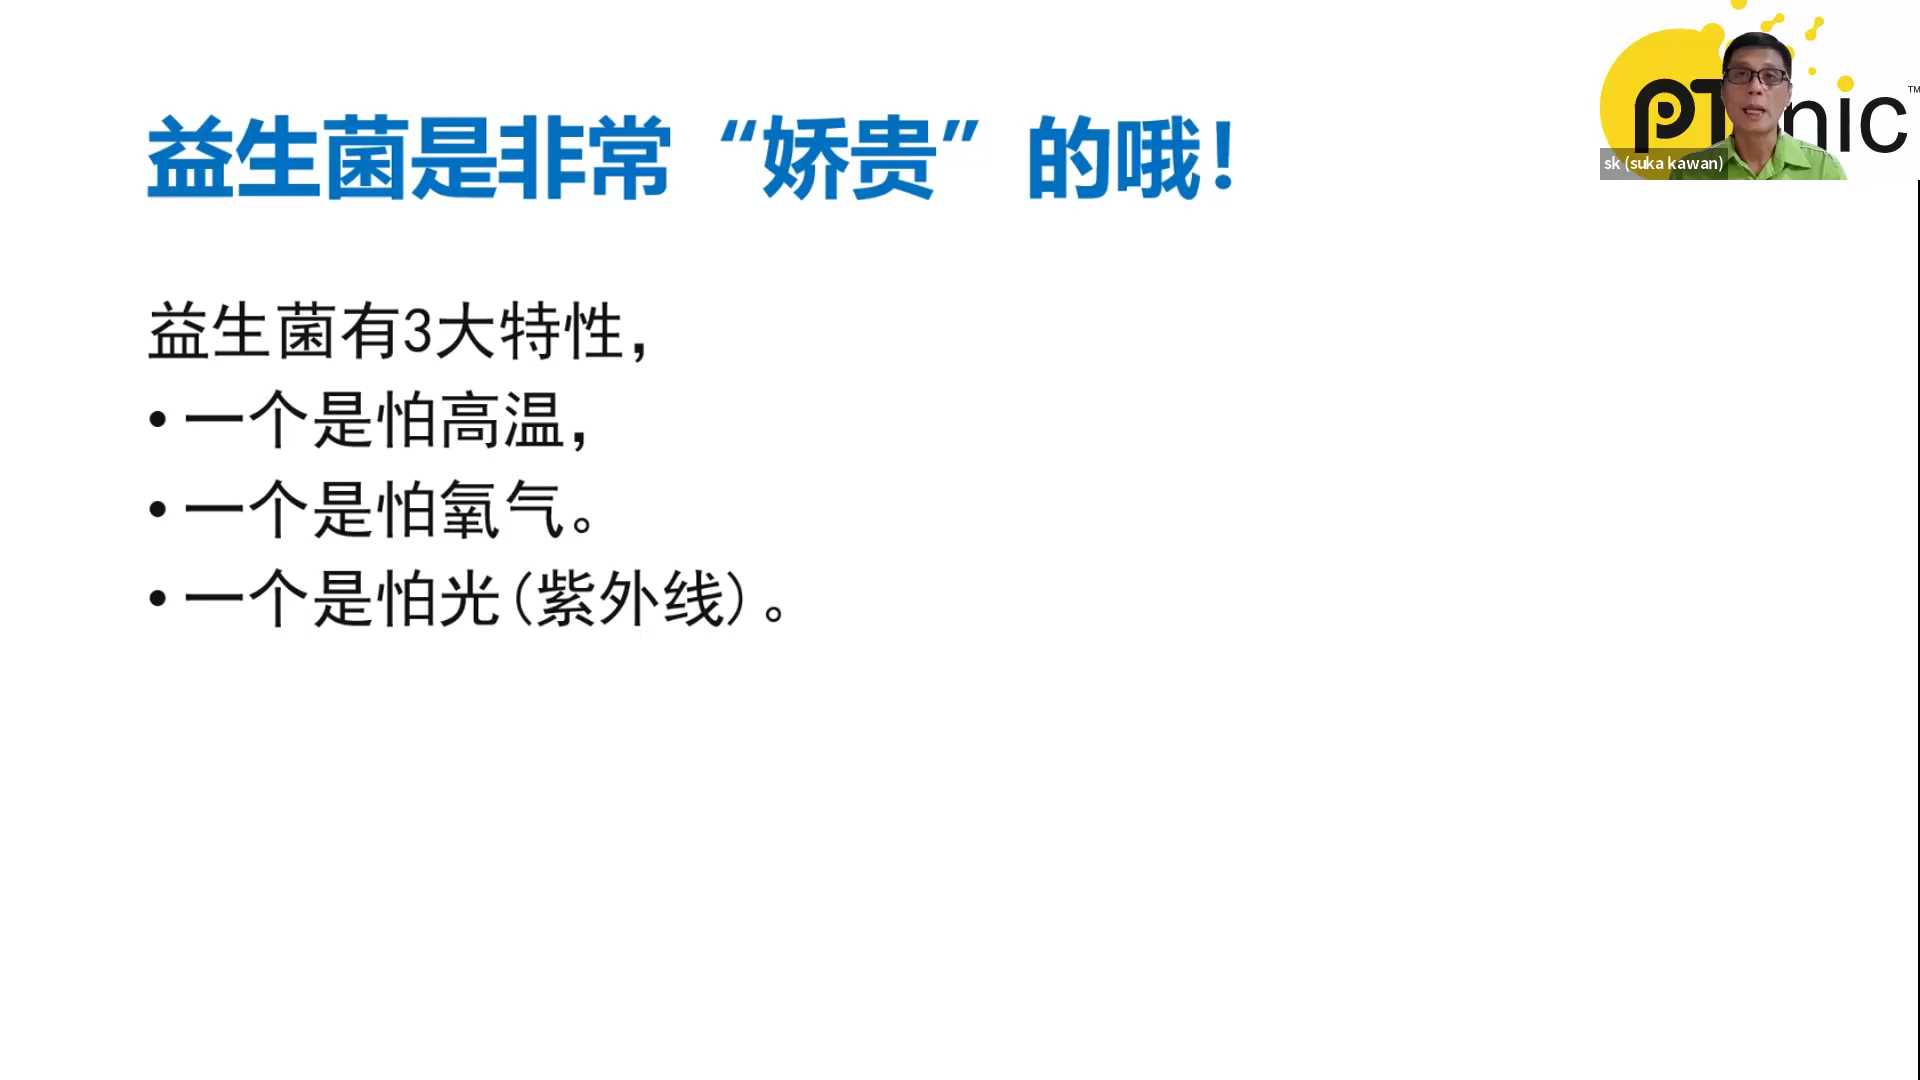 益生菌是非常“娇贵”的哦!
益生菌有3大特性,
• 一个是怕高温,
• 一个是怕氧气。
• 一个是怕光(紫外线)。
nic
TM
sk (suka kawan)